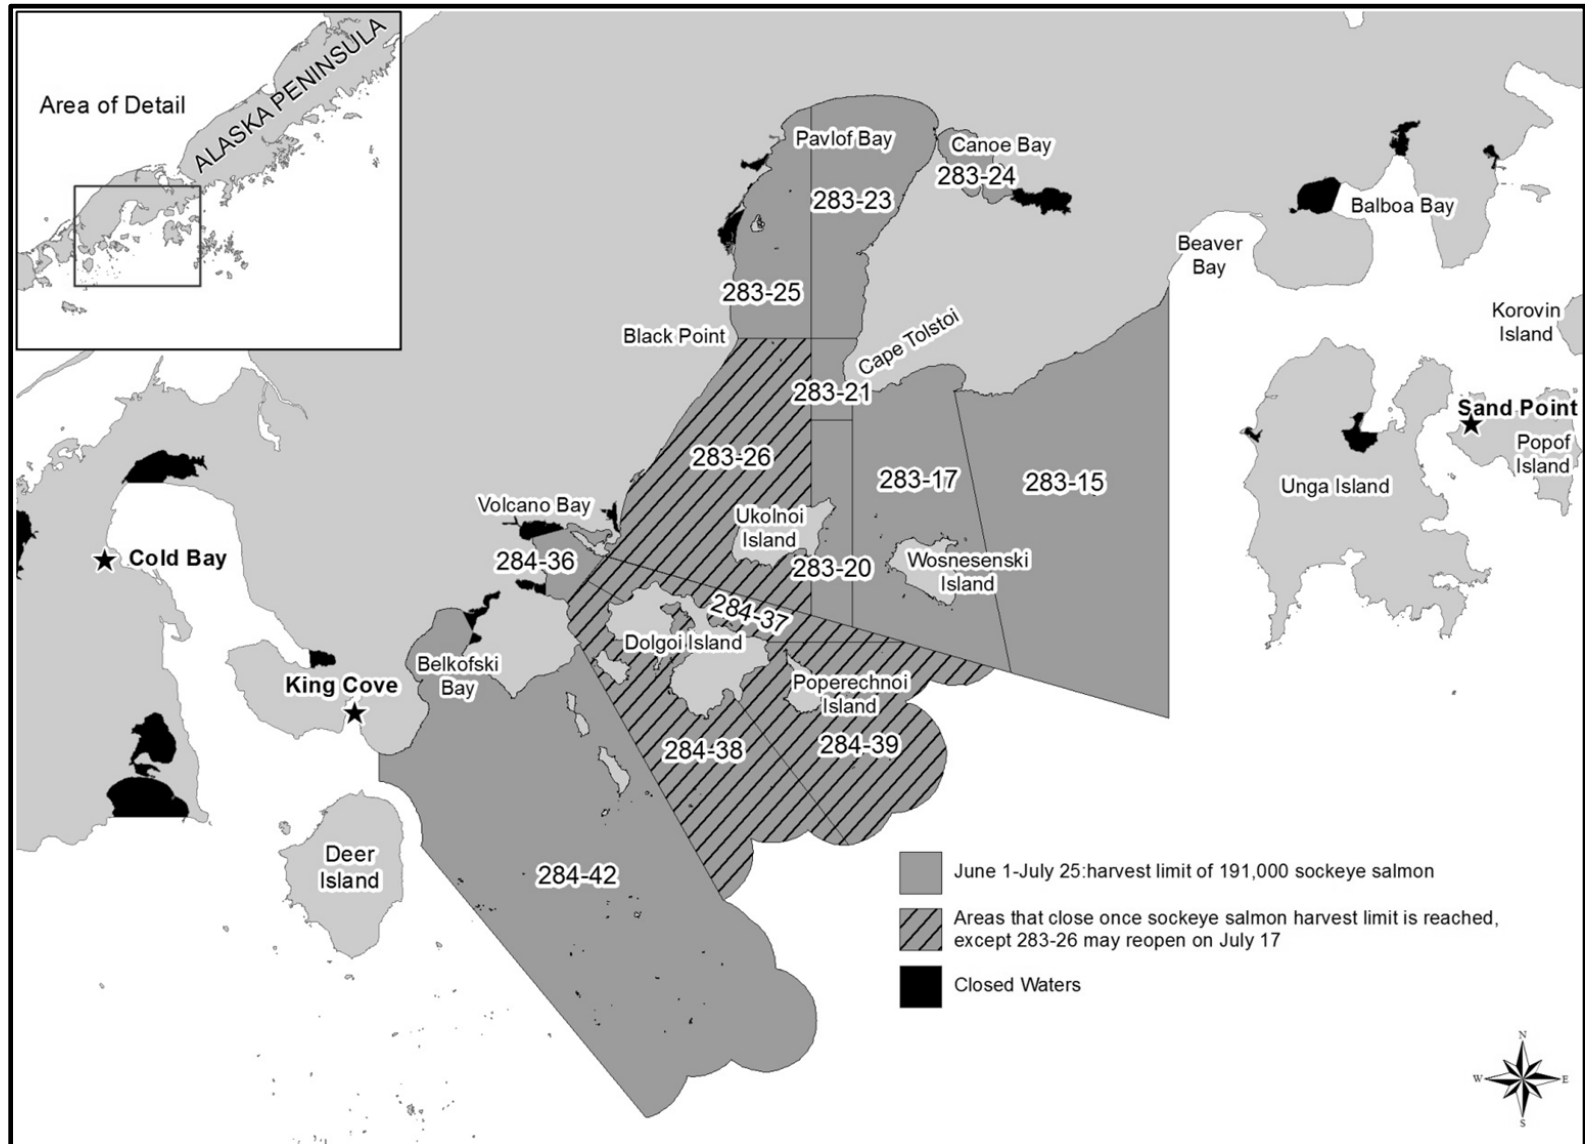 Area of Detail
ALASKA PENINSULA
Pavlof Bay
Canoe Bay
283-24
283-23
Balboa Bay
Beaver
Bay
283-25
Korovin
Island
Black Point
Cape Tolstoi
283-21
Sand Point
Popof
Island
283-26
283-17
283-15
Unga Island
Volcano Bay
Ukolnoi
Island
Cold Bay
284-36
283-20
Wosnesenski
Island
284-37
Dolgoi Island
Belkofski
Bay
King Cove
Poperechnoi
Island
284-38
284-39
Deer
Island
284-42
June 1-July 25:harvest limit of 191,000 sockeye salmon
Areas that close once sockeye salmon harvest limit is reached,
except 283-26 may reopen on July 17
Closed Waters
N
W
E
S